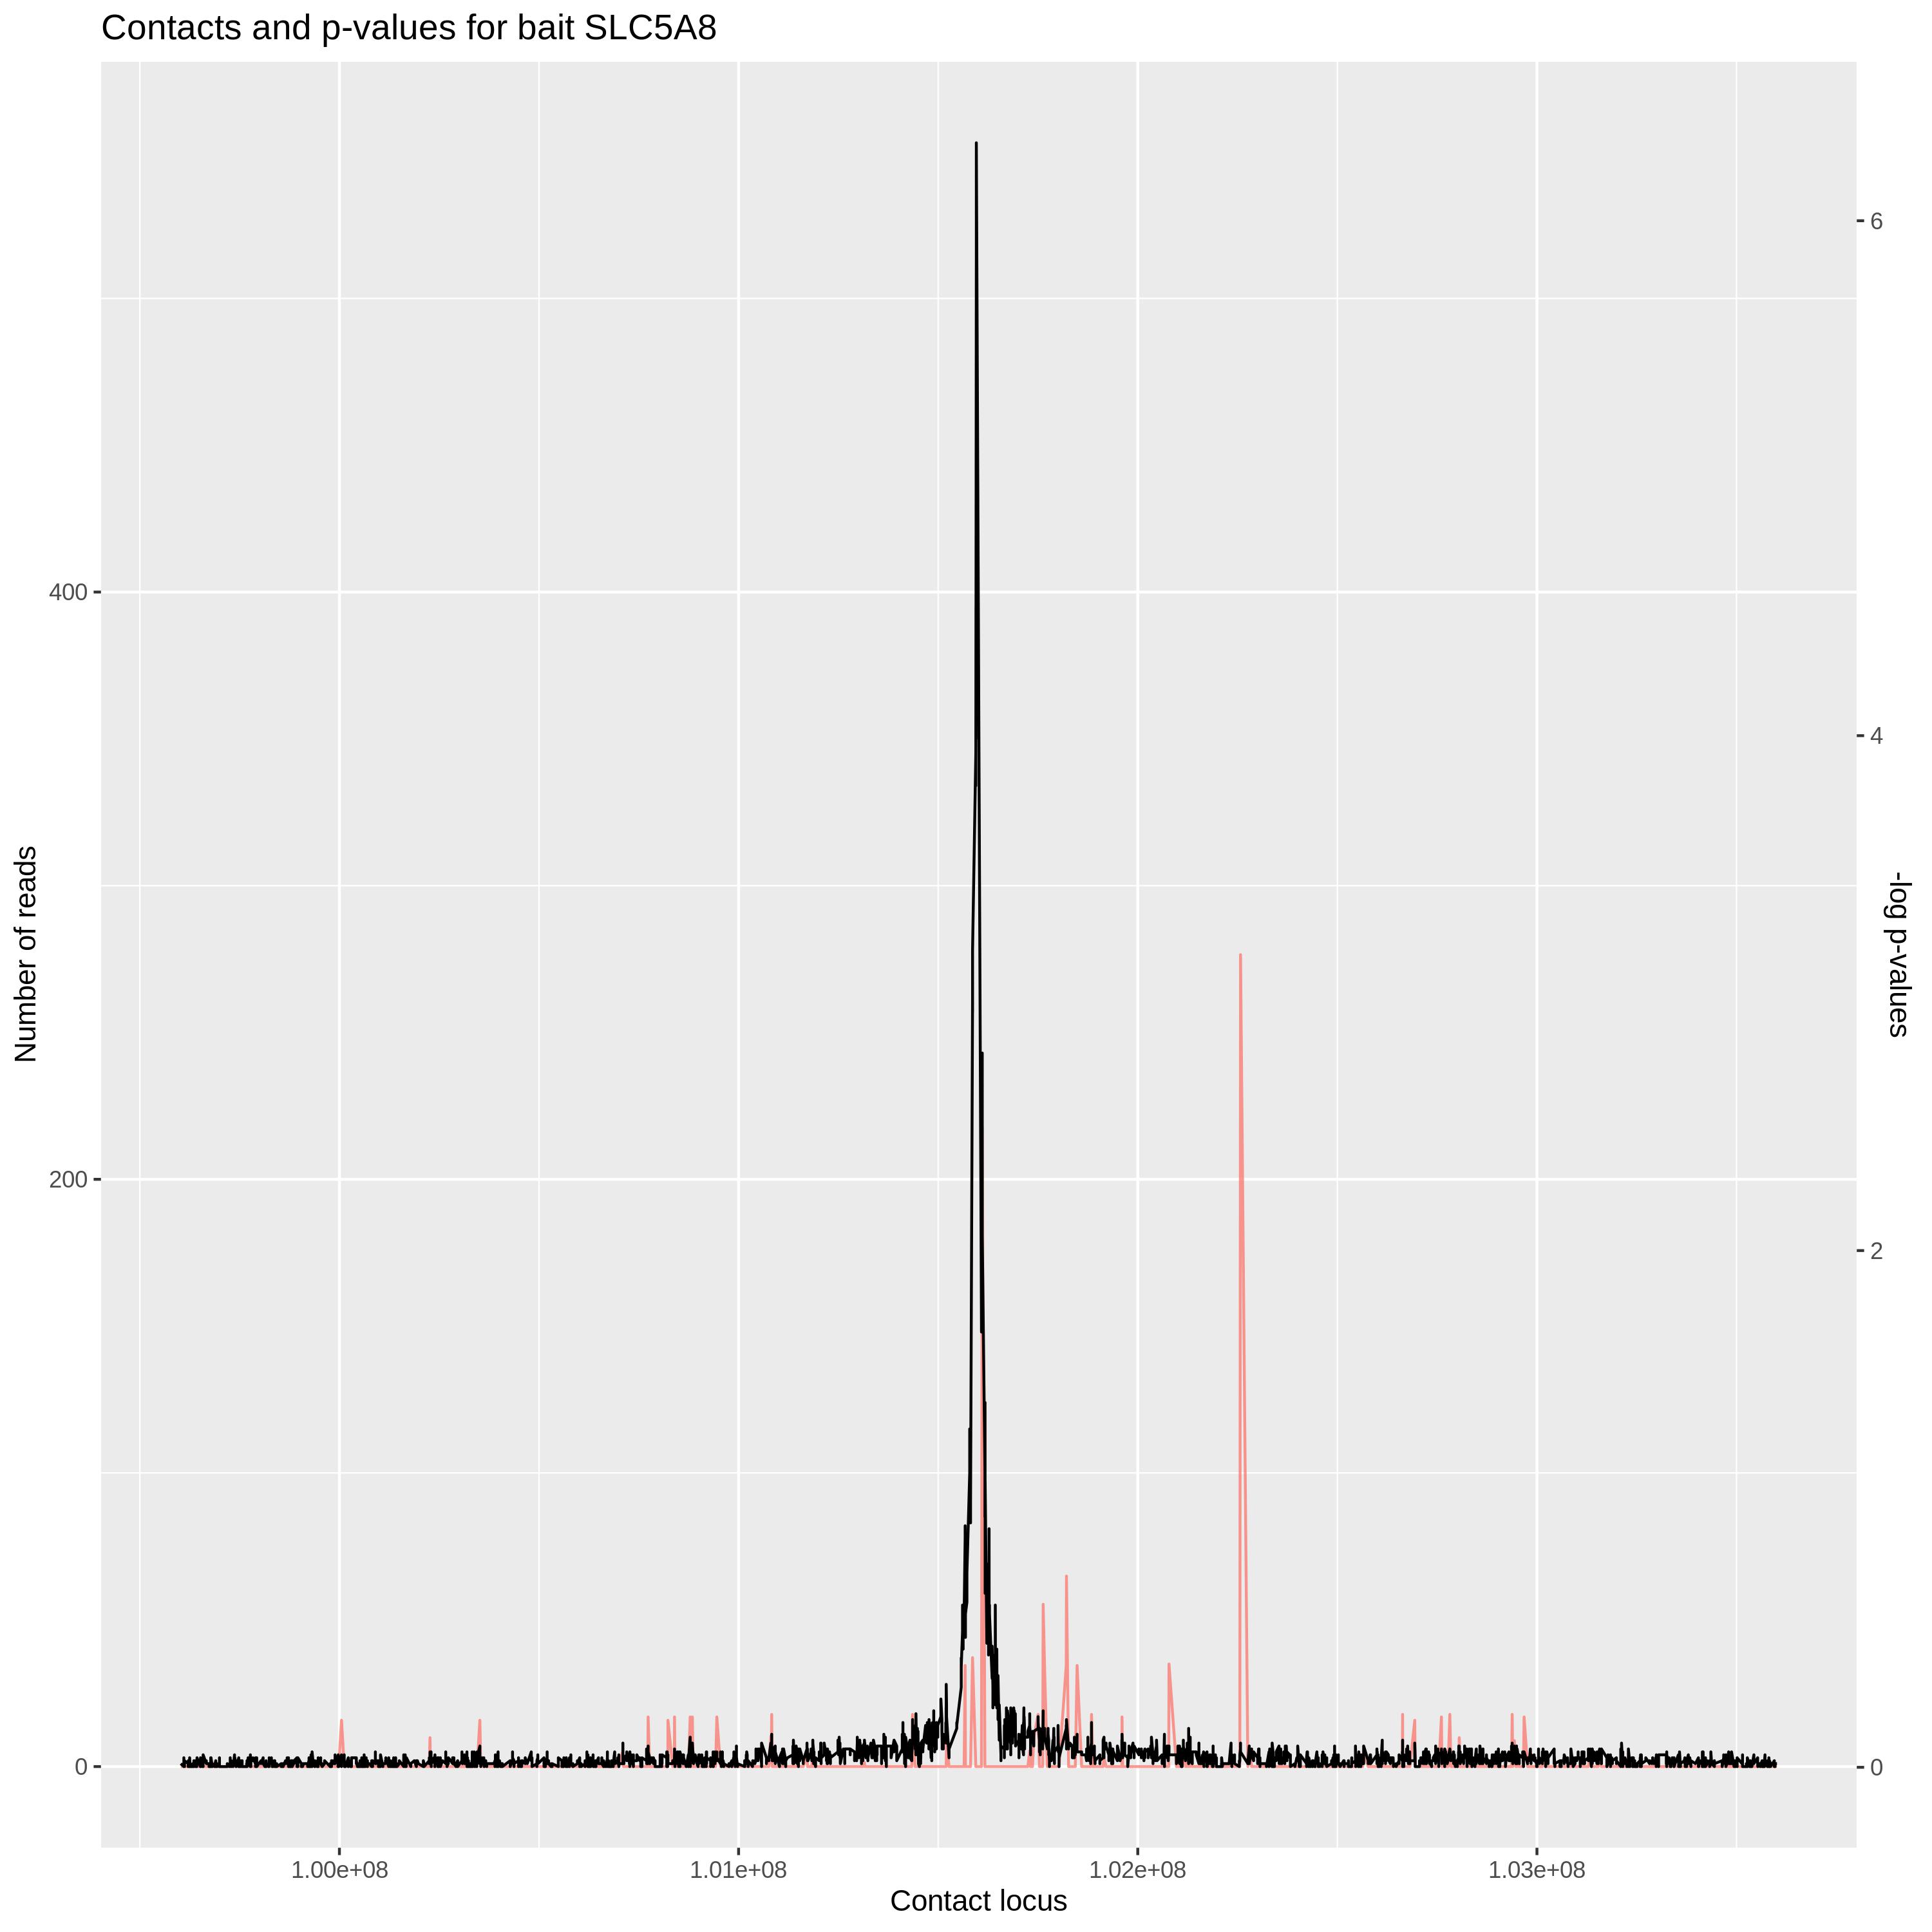 Contacts and p-values for bait SLC5A8
Number of reads
400
200
0
6
4
2
0
-log p-values
1.00e+08
1.01e+08
1.02e+08
1.03e+08
Contact locus